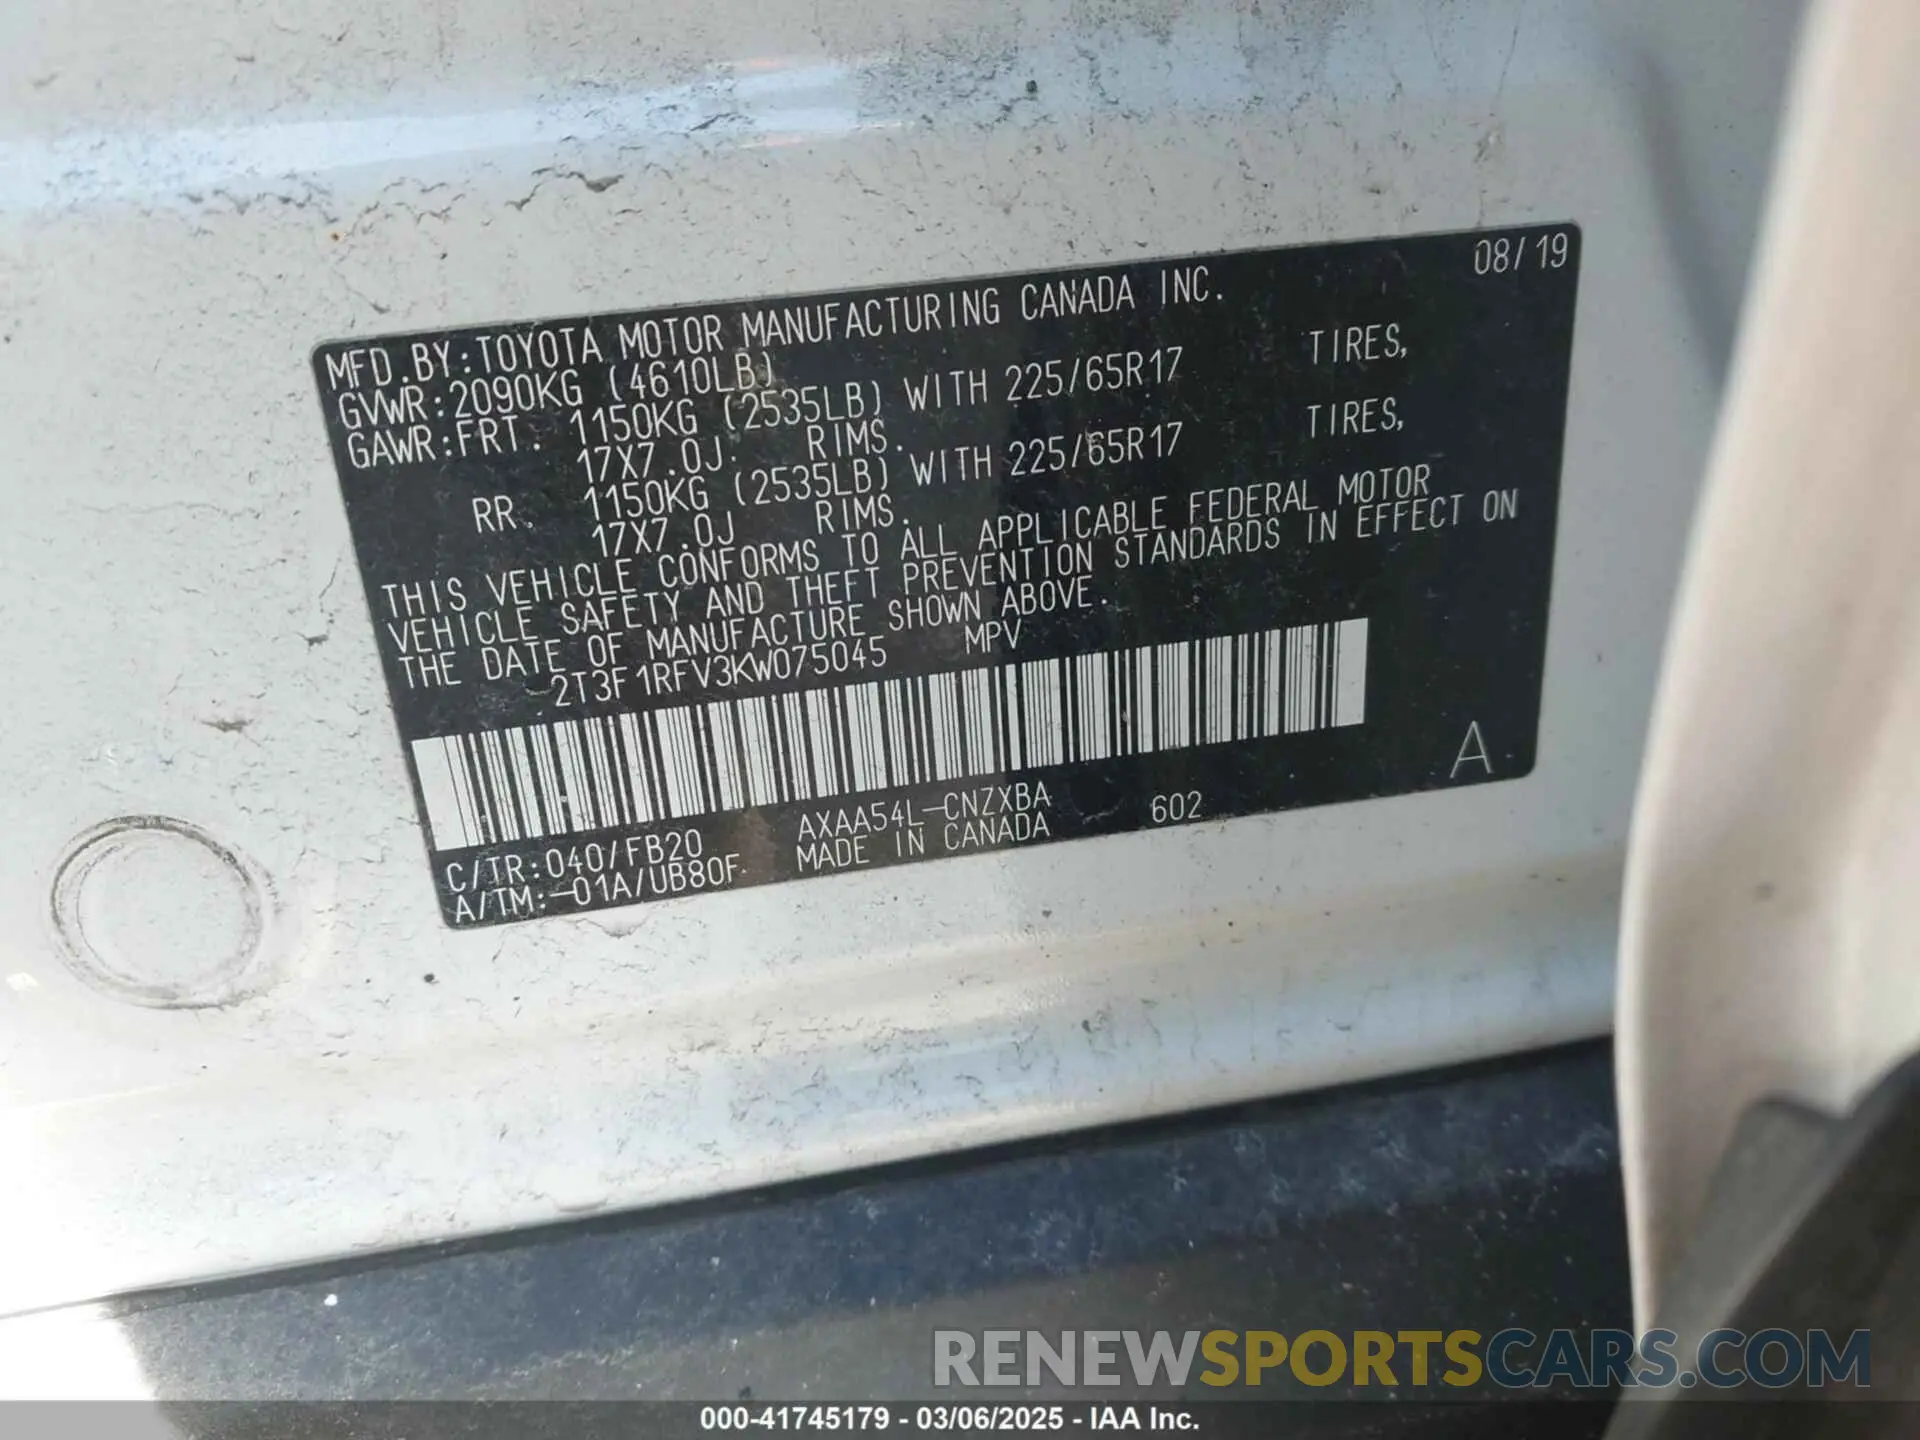 08/19
MFD.BY:TOYOTA MOTOR MANUFACTURING CANADA INC.
GVWR:2090KG (4610LB)
GAWR:FRT. 1150KG (2535LB) WITH 225/65R17 TIRES,
17X7.0J RIMS.
RR. 1150KG (2535LB) WITH 225/65R17 TIRES,
17X7.0J RIMS.
THIS VEHICLE CONFORMS TO ALL APPLICABLE FEDERAL MOTOR
VEHICLE SAFETY AND THEFT PREVENTION STANDARDS IN EFFECT ON
THE DATE OF MANUFACTURE SHOWN ABOVE.
2T3F1RFV3KW075045 MPV
A
C/TR:040/FB20 AXAA54L-CNZXBA 602
A/TM:-01A/UB80F MADE IN CANADA
RENEWSPORTSCARS.COM
000-41745179 - 03/06/2025 - IAA Inc.